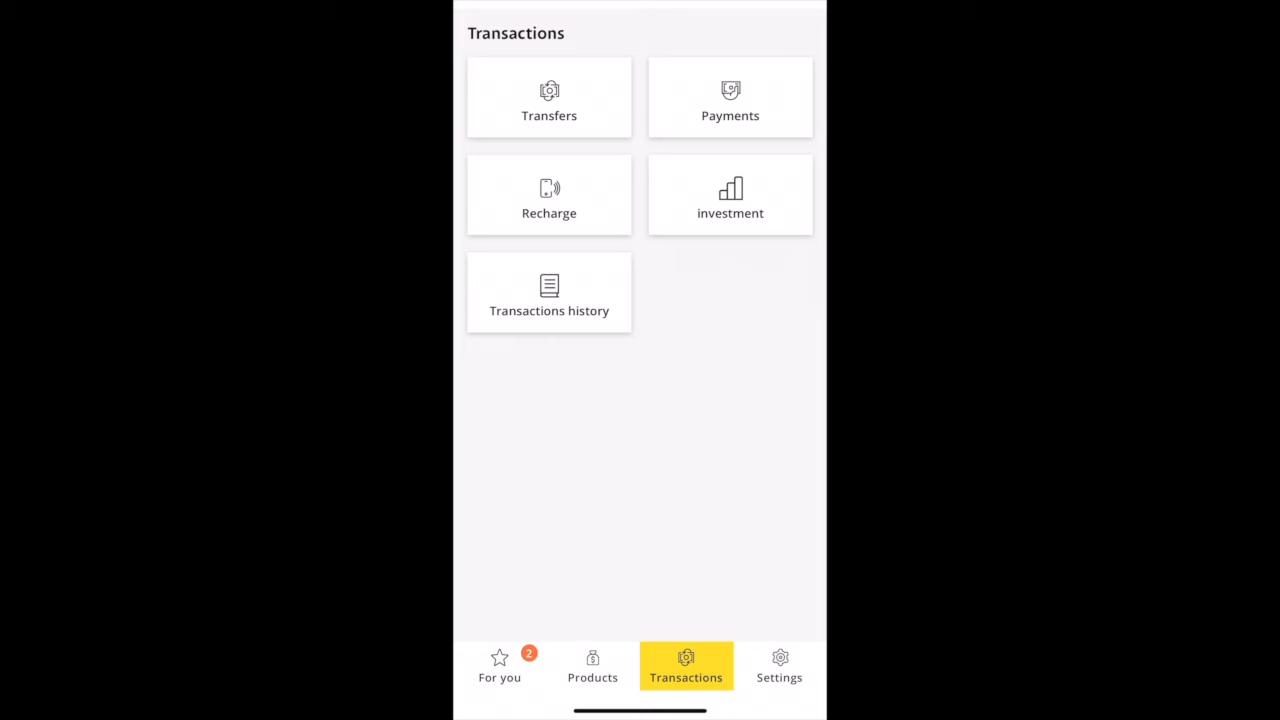 Transactions
Transfers
Payments
Recharge
investment
Transactions history
2
For you
Products
Transactions
Settings